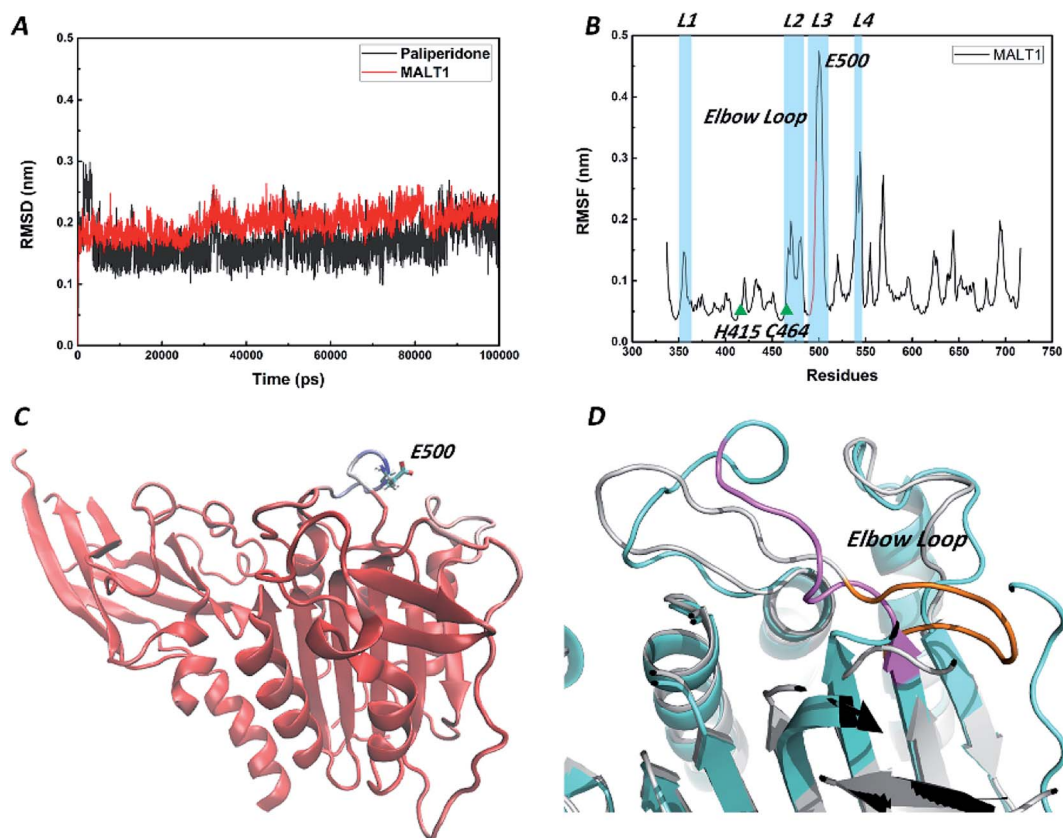 A
Paliperidone
MALT1
0.5
0.4
0.3
0.2
0.1
0.0
RMSD (nm)
0
20000
40000
60000
80000
100000
Time (ps)
B
L1
L2
L3
L4
MALT1
E500
Elbow Loop
H415
C464
0.5
0.4
0.3
0.2
0.1
0.0
RMSF (nm)
300
350
400
450
500
550
600
650
700
750
Residues
C
E500
D
Elbow Loop